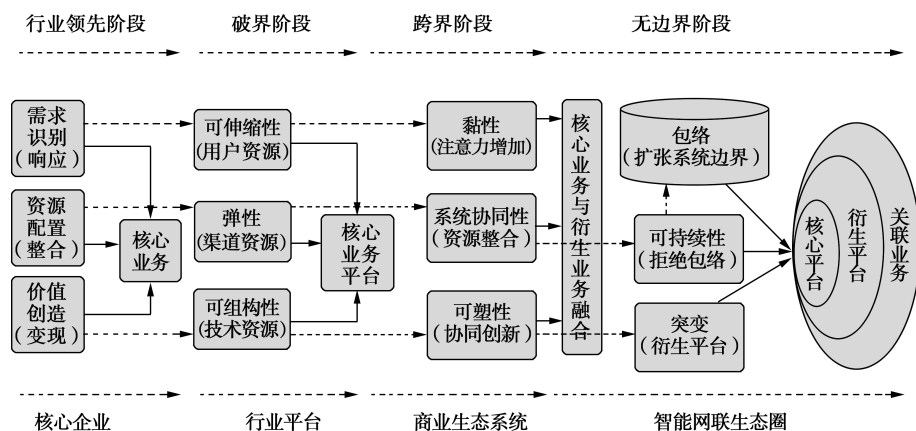 行业领先阶段
破界阶段
跨界阶段
无边界阶段
需求
识别
（响应）
资源
配置
（整合）
价值
创造
（变现）
核心
业务
可伸缩性
(用户资源)
弹性
(渠道资源)
可组构性
(技术资源)
核心
业务
平台
黏性
(注意力增加)
系统协同性
(资源整合)
可塑性
(协同创新)
核心业务与衍生业务融合
包络
(扩张系统边界)
可持续性
(拒绝包络)
突变
(衍生平台)
核心平台
衍生平台
关联业务
核心企业
行业平台
商业生态系统
智能网联生态圈